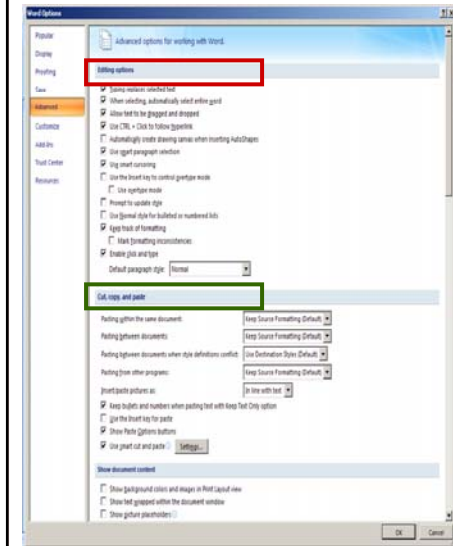 Word Options
Popular
Display
Proofing
Save
Advanced
Customize
Add-Ins
Trust Center
Resources
Advanced options for working with Word.
Editing options
Typing replaces selected text
When selecting, automatically select entire word
Allow text to be dragged and dropped
Use CTRL + Click to follow hyperlink
Automatically create drawing canvas when inserting AutoShapes
Use smart paragraph selection
Use smart cursoring
Use the Insert key to control overtype mode
Use overtype mode
Prompt to update style
Use Normal style for bulleted or numbered lists
Keep track of formatting
Mark formatting inconsistencies
Enable click and type
Default paragraph style: Normal
Cut, copy, and paste
Pasting within the same document: Keep Source Formatting (Default)
Pasting between documents: Keep Source Formatting (Default)
Pasting between documents when style definitions conflict: Use Destination Styles (Default)
Pasting from other programs: Keep Source Formatting (Default)
Insert/paste pictures as: In line with text
Keep bullets and numbers when pasting text with Keep Text Only option
Use the Insert key for paste
Show Paste Options buttons
Use smart cut and paste Settings...
Show document content
Show background colors and images in Print Layout view
Show text wrapped within the document window
Show picture placeholders
OK Cancel